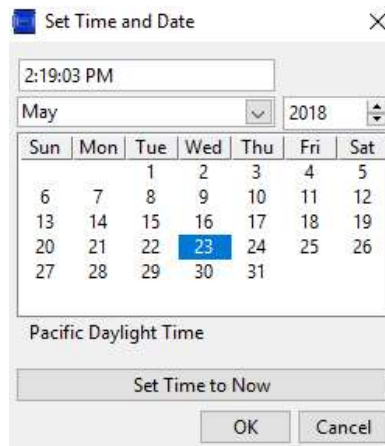 Set Time and Date
2:19:03 PM
May 2018
Sun Mon Tue Wed Thu Fri Sat
1 2 3 4 5
6 7 8 9 10 11 12
13 14 15 16 17 18 19
20 21 22 23 24 25 26
27 28 29 30 31
Pacific Daylight Time
Set Time to Now
OK Cancel